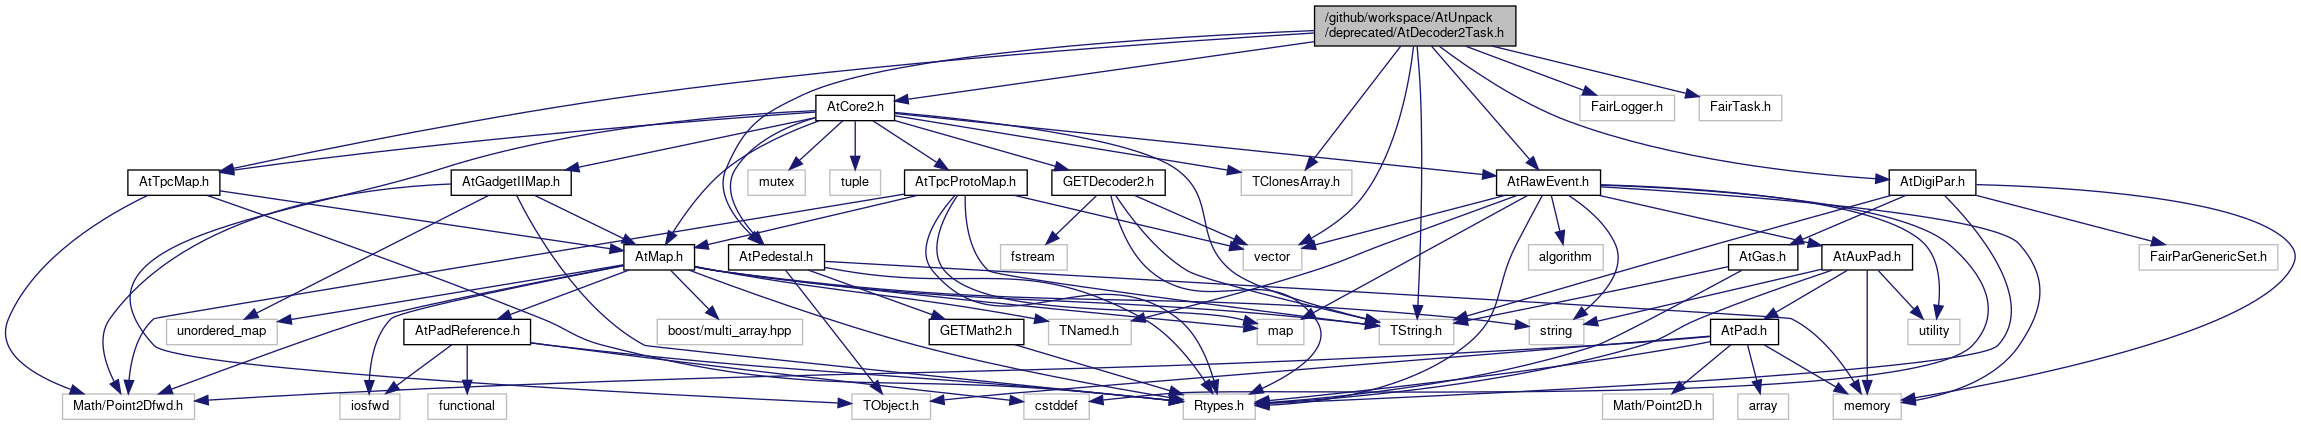 /github/workspace/AtUnpack
/deprecated/AtDecoder2Task.h
AtCore2.h
FairLogger.h
FairTask.h
AtTpcMap.h
AtGadgetIIMap.h
mutex
tuple
AtTpcProtoMap.h
GETDecoder2.h
TClonesArray.h
AtRawEvent.h
AtDigiPar.h
AtMap.h
AtPedestal.h
fstream
vector
algorithm
AtGas.h
AtAuxPad.h
FairParGenericSet.h
unordered_map
AtPadReference.h
boost/multi_array.hpp
GETMath2.h
TNamed.h
map
TString.h
string
AtPad.h
utility
Math/Point2Dfwd.h
iosfwd
functional
TObject.h
cstddef
Rtypes.h
Math/Point2D.h
array
memory